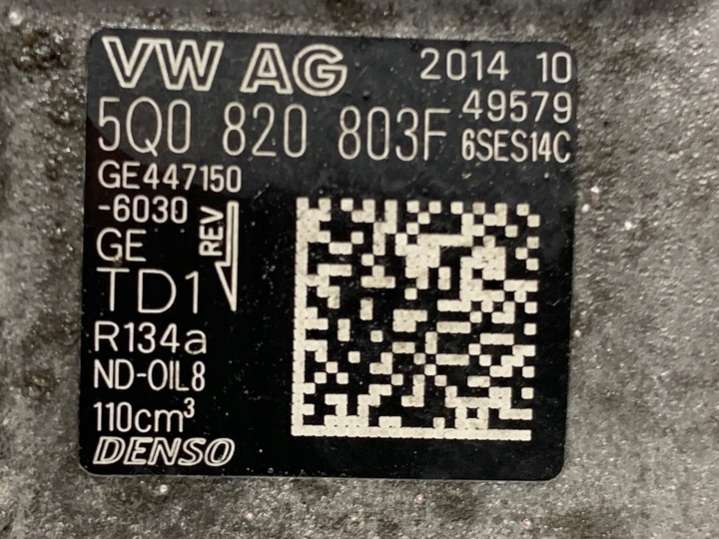 VW AG 2014 10
5Q0 820 803F 49579
6SES14C
GE447150
-6030
REV
GE
TD1
R134a
ND-OIL8
110cm³
DENSO